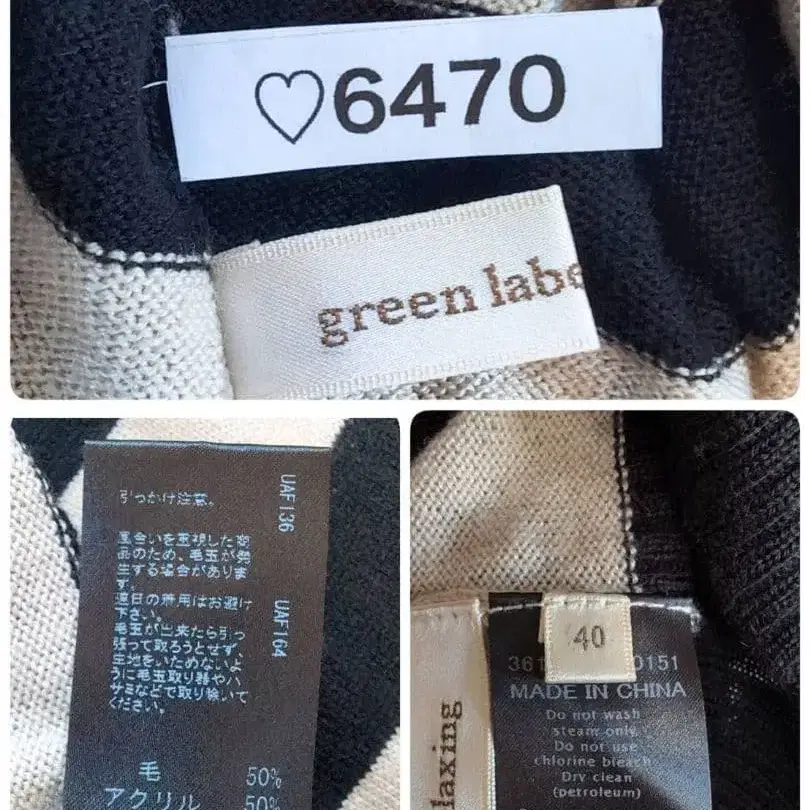 ♡6470
green labe
引っかけ注意。
風合いを重視した商
品のため、毛玉が発
生する場合がありま
す。
連日の着用はお避け
下さい。
毛玉が出来たら引っ
張って取ろうとせず、
生地をいためないよ
うに毛玉取り器やハ
サミなどで取り除いて
ください。
UAF136
UAF164
毛 50%
アクリル 50%
laxing
40
361
0151
MADE IN CHINA
Do not wash
steam only.
Do not use
chlorine bleach
Dry clean
(petroleum)